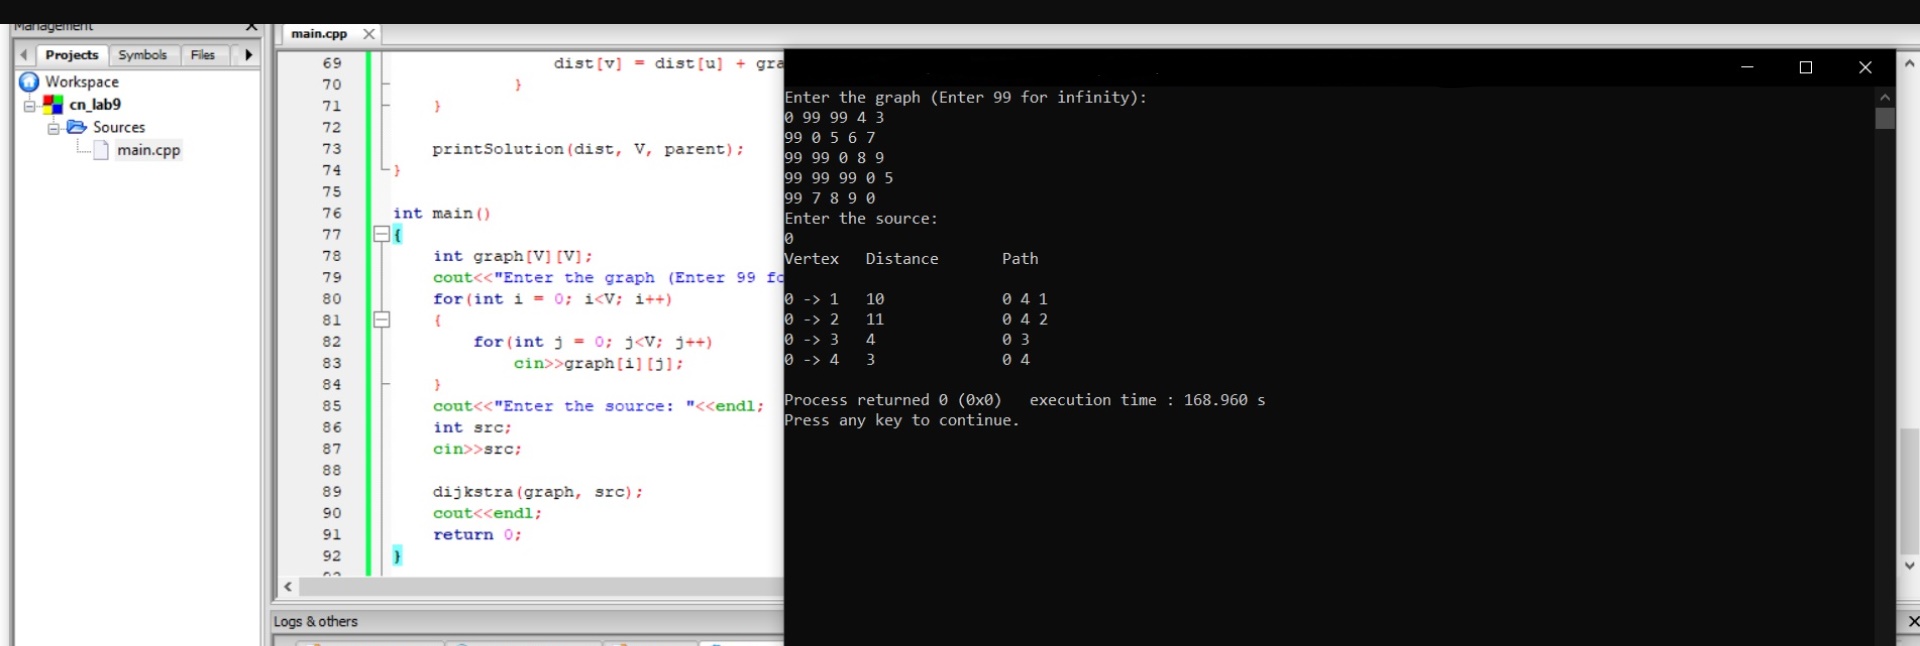 Management
Projects Symbols Files
Workspace
cn_lab9
Sources
main.cpp
main.cpp
69 dist[v] = dist[u] + gra
70 }
71 }
72
73 printSolution(dist, V, parent);
74 }
75
76 int main()
77 {
78 int graph[V][V];
79 cout<<"Enter the graph (Enter 99 fo
80 for(int i = 0; i<V; i++)
81 {
82 for(int j = 0; j<V; j++)
83 cin>>graph[i][j];
84 }
85 cout<<"Enter the source: "<<endl;
86 int src;
87 cin>>src;
88
89 dijkstra(graph, src);
90 cout<<endl;
91 return 0;
92 }
Logs & others
Enter the graph (Enter 99 for infinity):
0 99 99 4 3
99 0 5 6 7
99 99 0 8 9
99 99 99 0 5
99 7 8 9 0
Enter the source:
0
Vertex Distance Path
0 -> 1 10 0 4 1
0 -> 2 11 0 4 2
0 -> 3 4 0 3
0 -> 4 3 0 4
Process returned 0 (0x0) execution time : 168.960 s
Press any key to continue.